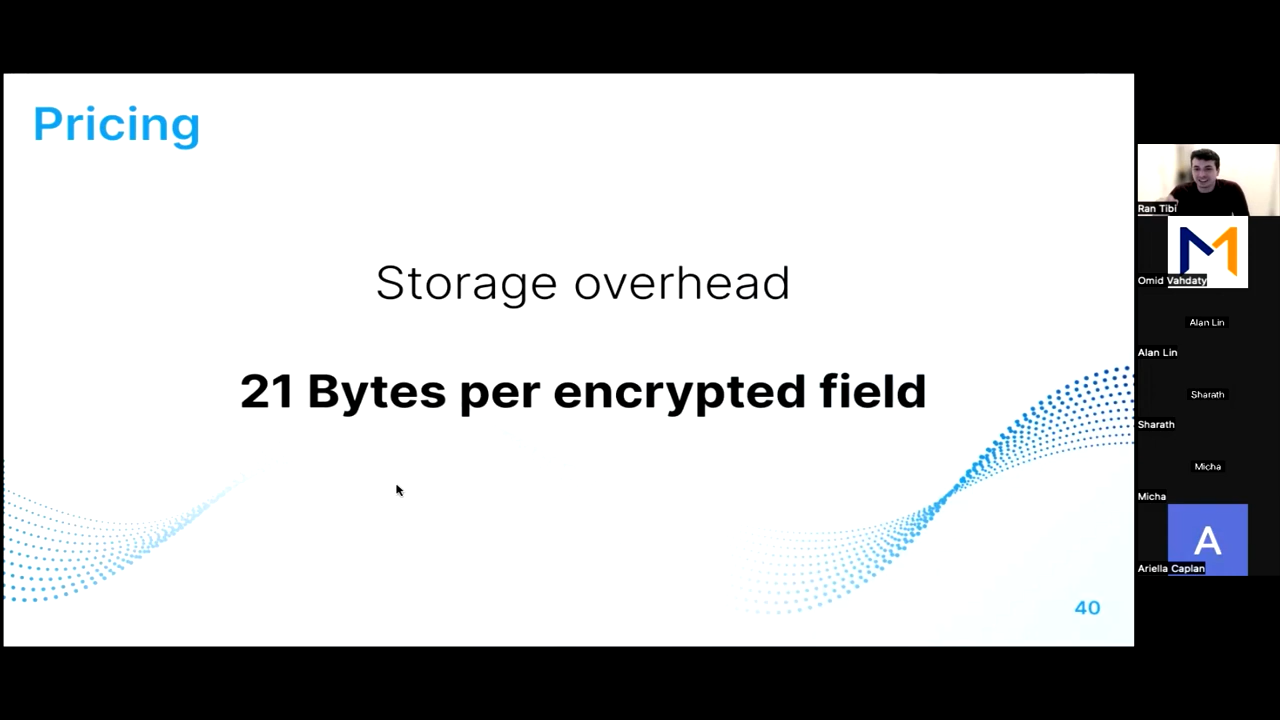 Pricing
Storage overhead
21 Bytes per encrypted field
40
Ran Tibi
Omid Vahdaty
Alan Lin
Alan Lin
Sharath
Sharath
Micha
Micha
A
Ariella Caplan